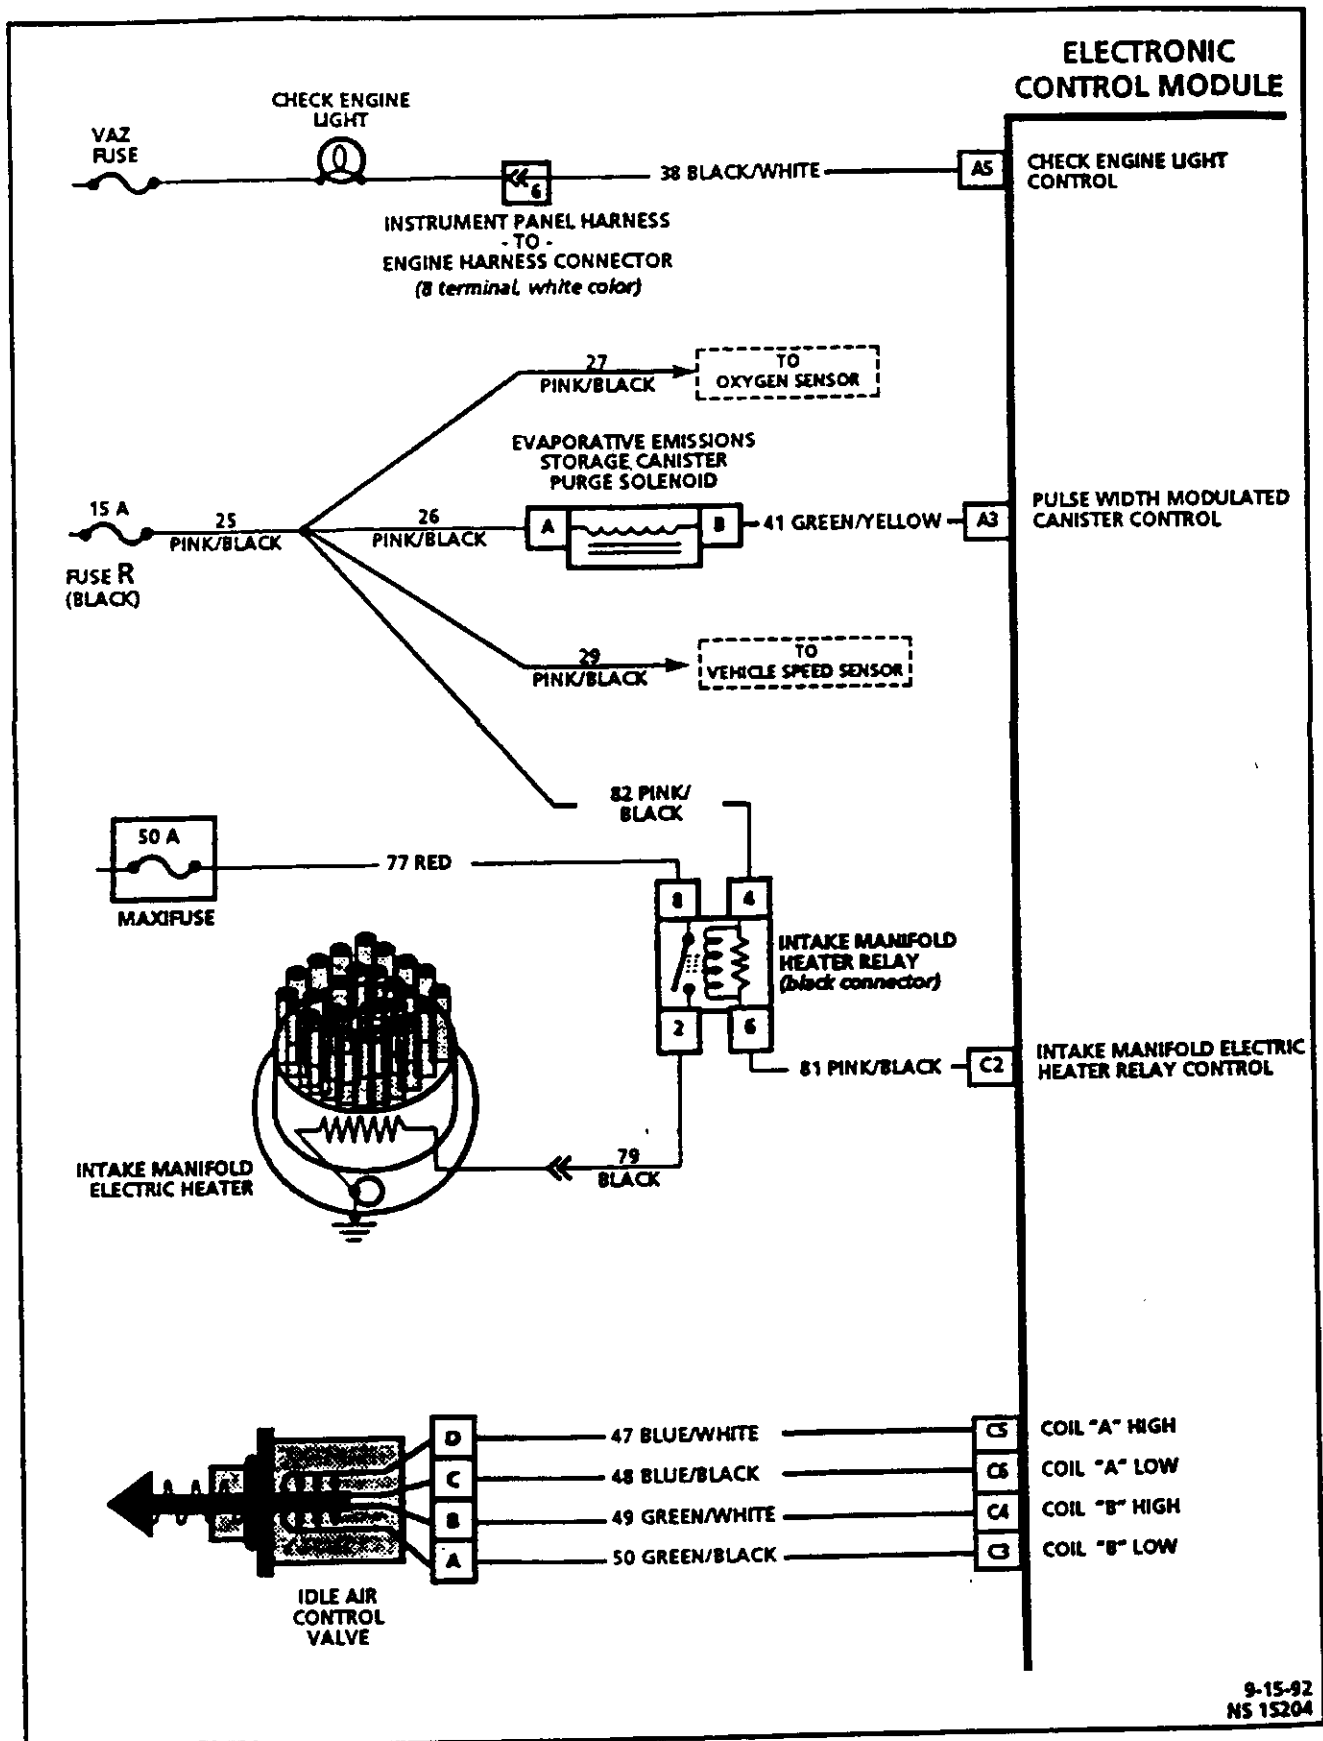 ELECTRONIC
CONTROL MODULE
CHECK ENGINE
LIGHT
VAZ
FUSE
6
38 BLACK/WHITE
A5
CHECK ENGINE LIGHT
CONTROL
INSTRUMENT PANEL HARNESS
- TO -
ENGINE HARNESS CONNECTOR
(8 terminal, white color)
27
PINK/BLACK
TO
OXYGEN SENSOR
EVAPORATIVE EMISSIONS
STORAGE CANISTER
PURGE SOLENOID
15 A
FUSE R
(BLACK)
25
PINK/BLACK
26
PINK/BLACK
A
B
41 GREEN/YELLOW
A3
PULSE WIDTH MODULATED
CANISTER CONTROL
29
PINK/BLACK
TO
VEHICLE SPEED SENSOR
82 PINK/
BLACK
50 A
MAXIFUSE
77 RED
8
4
INTAKE MANIFOLD
HEATER RELAY
(black connector)
2
6
81 PINK/BLACK
C2
INTAKE MANIFOLD ELECTRIC
HEATER RELAY CONTROL
79
BLACK
INTAKE MANIFOLD
ELECTRIC HEATER
D
47 BLUE/WHITE
C5
COIL "A" HIGH
C
48 BLUE/BLACK
C6
COIL "A" LOW
B
49 GREEN/WHITE
C4
COIL "B" HIGH
A
50 GREEN/BLACK
C3
COIL "B" LOW
IDLE AIR
CONTROL
VALVE
9-15-92
NS 15204